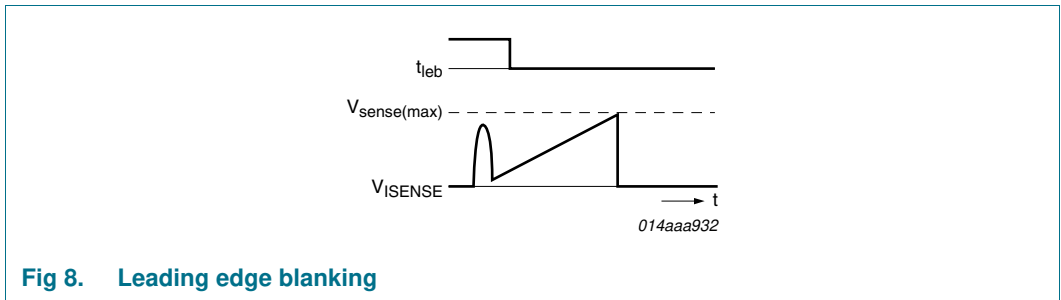 tleb
Vsense(max)
VISENSE
t
014aaa932
Fig 8. Leading edge blanking